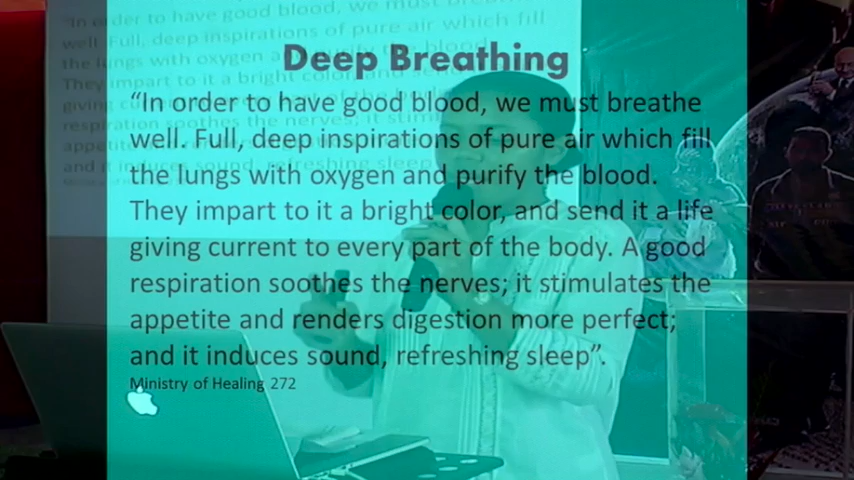 Deep Breathing
“In order to have good blood, we must breathe
well. Full, deep inspirations of pure air which fill
the lungs with oxygen and purify the blood.
They impart to it a bright color, and send it a life
giving current to every part of the body. A good
respiration soothes the nerves; it stimulates the
appetite and renders digestion more perfect;
and it induces sound, refreshing sleep”.
Ministry of Healing 272